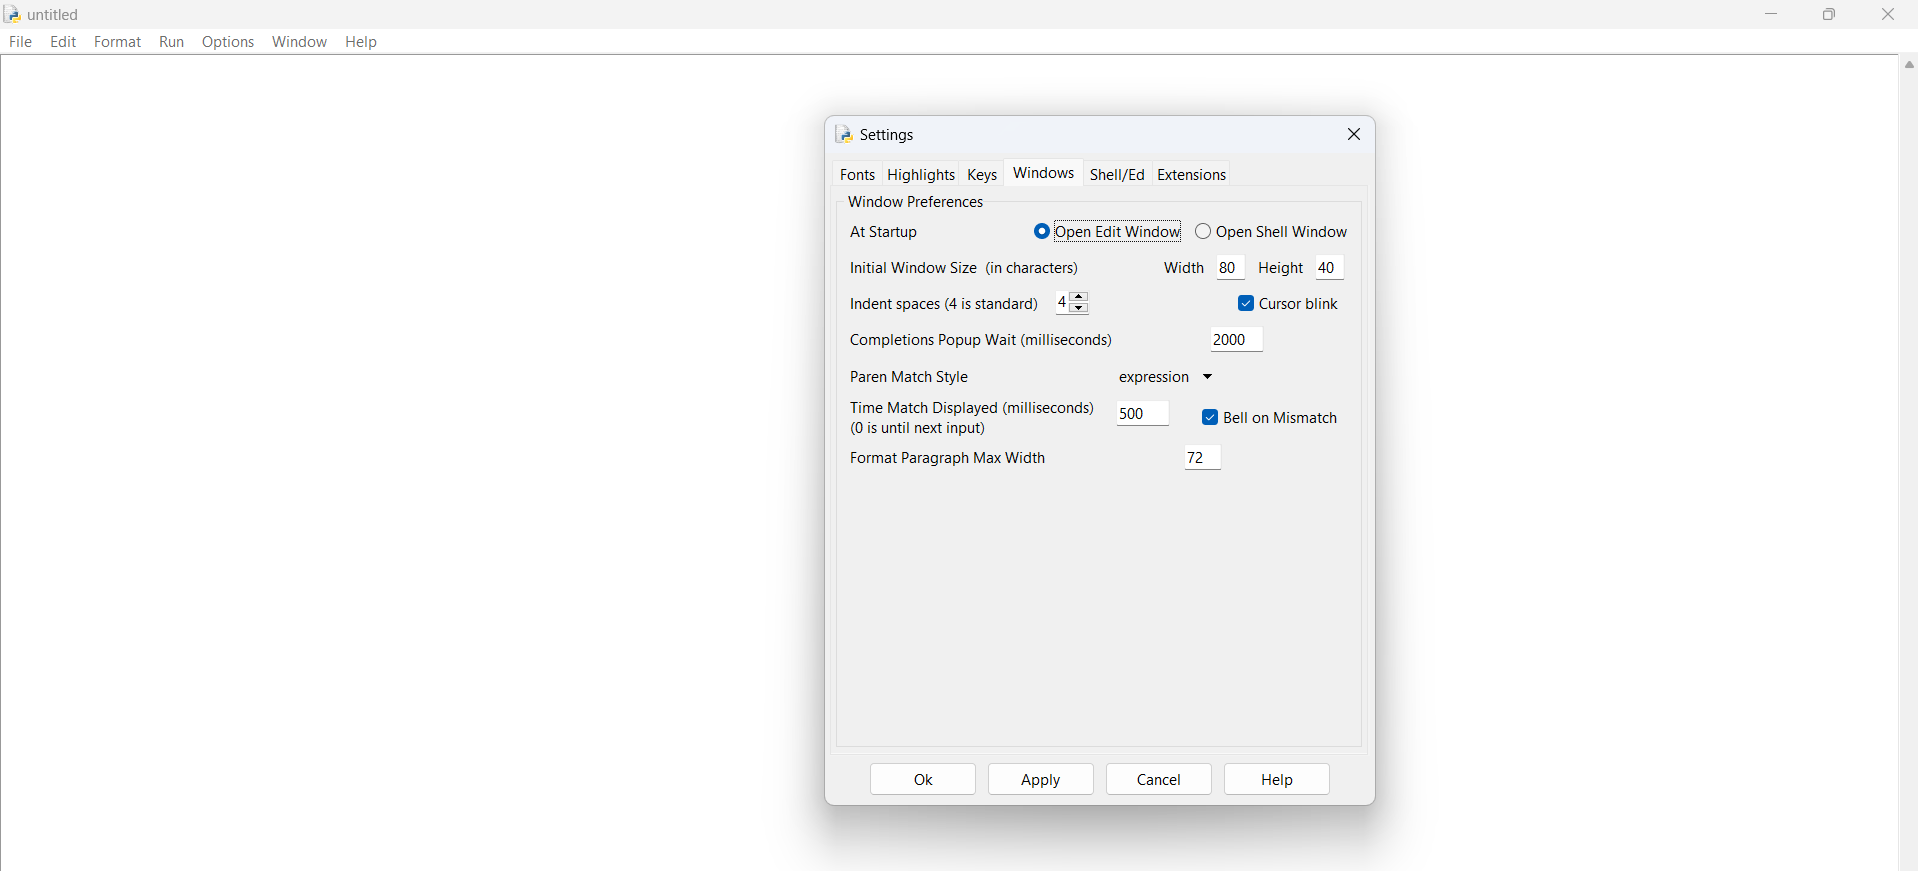 untitled
File Edit Format Run Options Window Help
Settings
Fonts Highlights Keys Windows Shell/Ed Extensions
Window Preferences
At Startup Open Edit Window Open Shell Window
Initial Window Size (in characters) Width 80 Height 40
Indent spaces (4 is standard) 4 Cursor blink
Completions Popup Wait (milliseconds) 2000
Paren Match Style expression
Time Match Displayed (milliseconds)
(0 is until next input) 500 Bell on Mismatch
Format Paragraph Max Width 72
Ok Apply Cancel Help